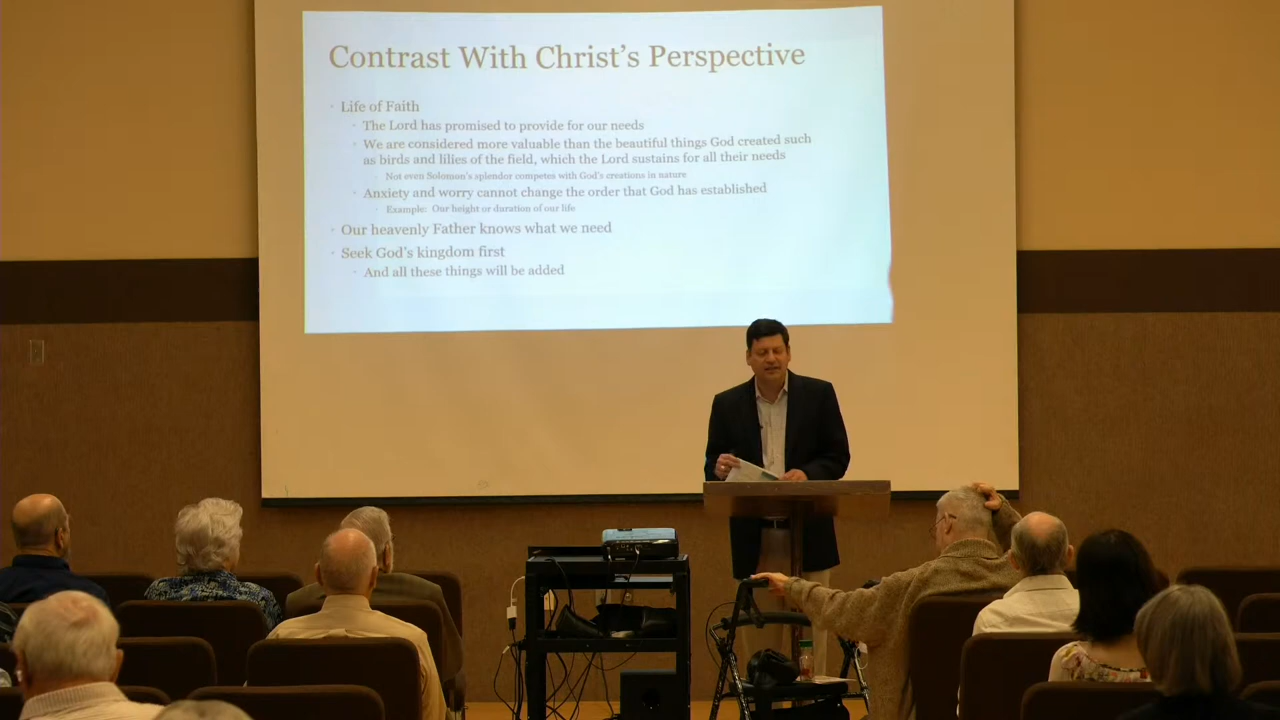 Contrast With Christ's Perspective
Life of Faith
The Lord has promised to provide for our needs
We are considered more valuable than the beautiful things God created such
as birds and lilies of the field, which the Lord sustains for all their needs
Not even Solomon's splendor competes with God's creations in nature
Anxiety and worry cannot change the order that God has established
Example: Our height or duration of our life
Our heavenly Father knows what we need
Seek God's kingdom first
And all these things will be added